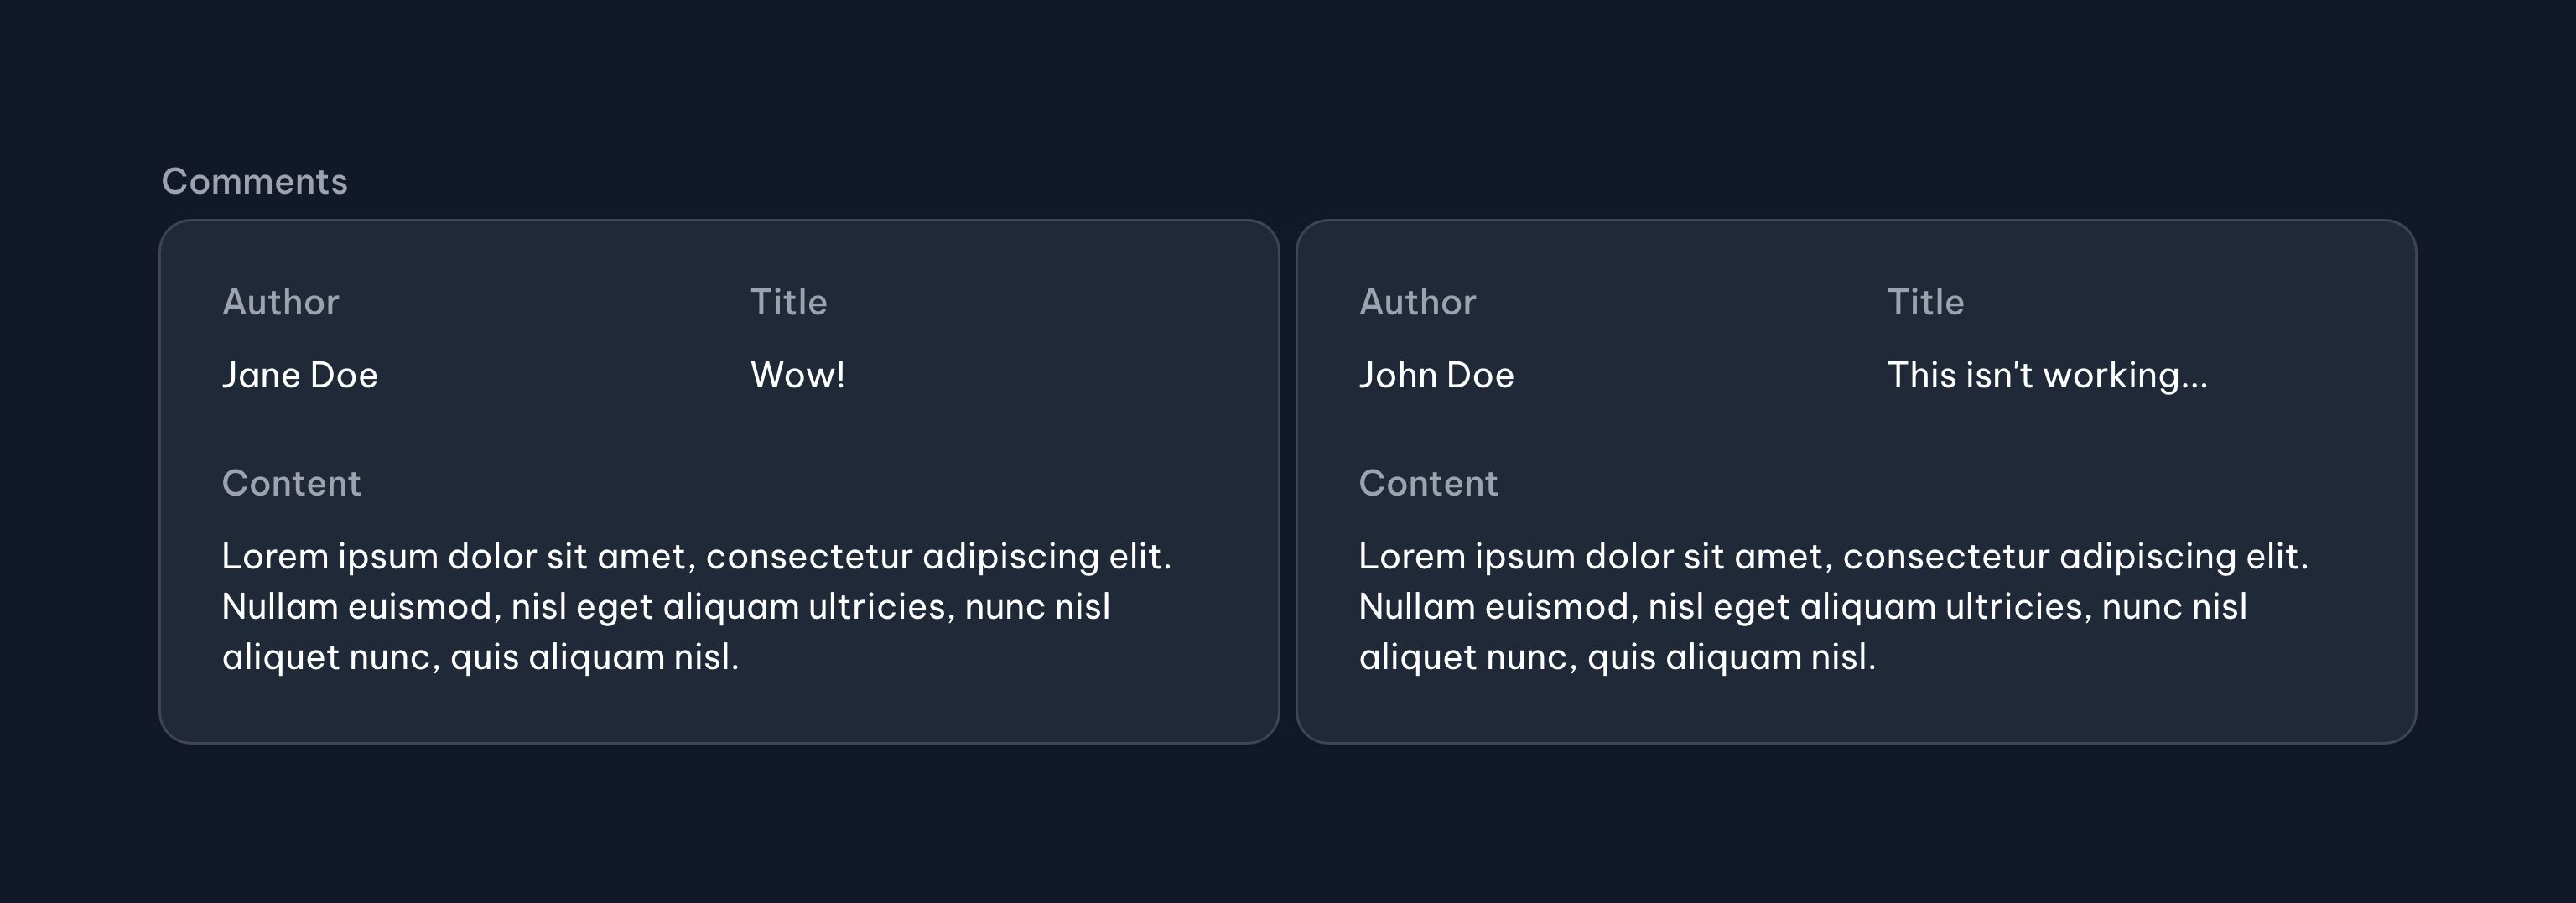 Comments
Author
Title
Jane Doe
Wow!
Content
Lorem ipsum dolor sit amet, consectetur adipiscing elit.
Nullam euismod, nisl eget aliquam ultricies, nunc nisl
aliquet nunc, quis aliquam nisl.
Author
Title
John Doe
This isn't working...
Content
Lorem ipsum dolor sit amet, consectetur adipiscing elit.
Nullam euismod, nisl eget aliquam ultricies, nunc nisl
aliquet nunc, quis aliquam nisl.